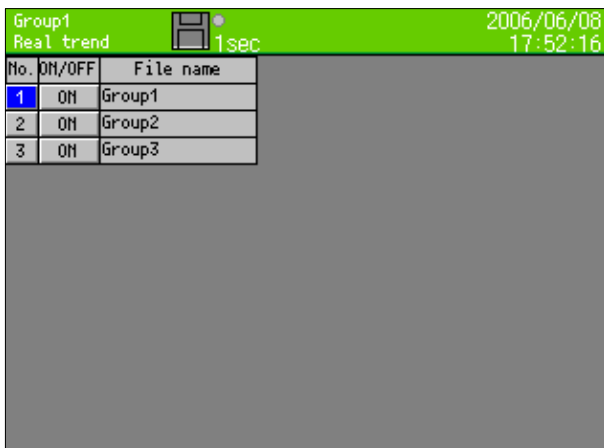 Group1 2006/06/08
Real trend 1sec 17:52:16
No. ON/OFF File name
1 ON Group1
2 ON Group2
3 ON Group3